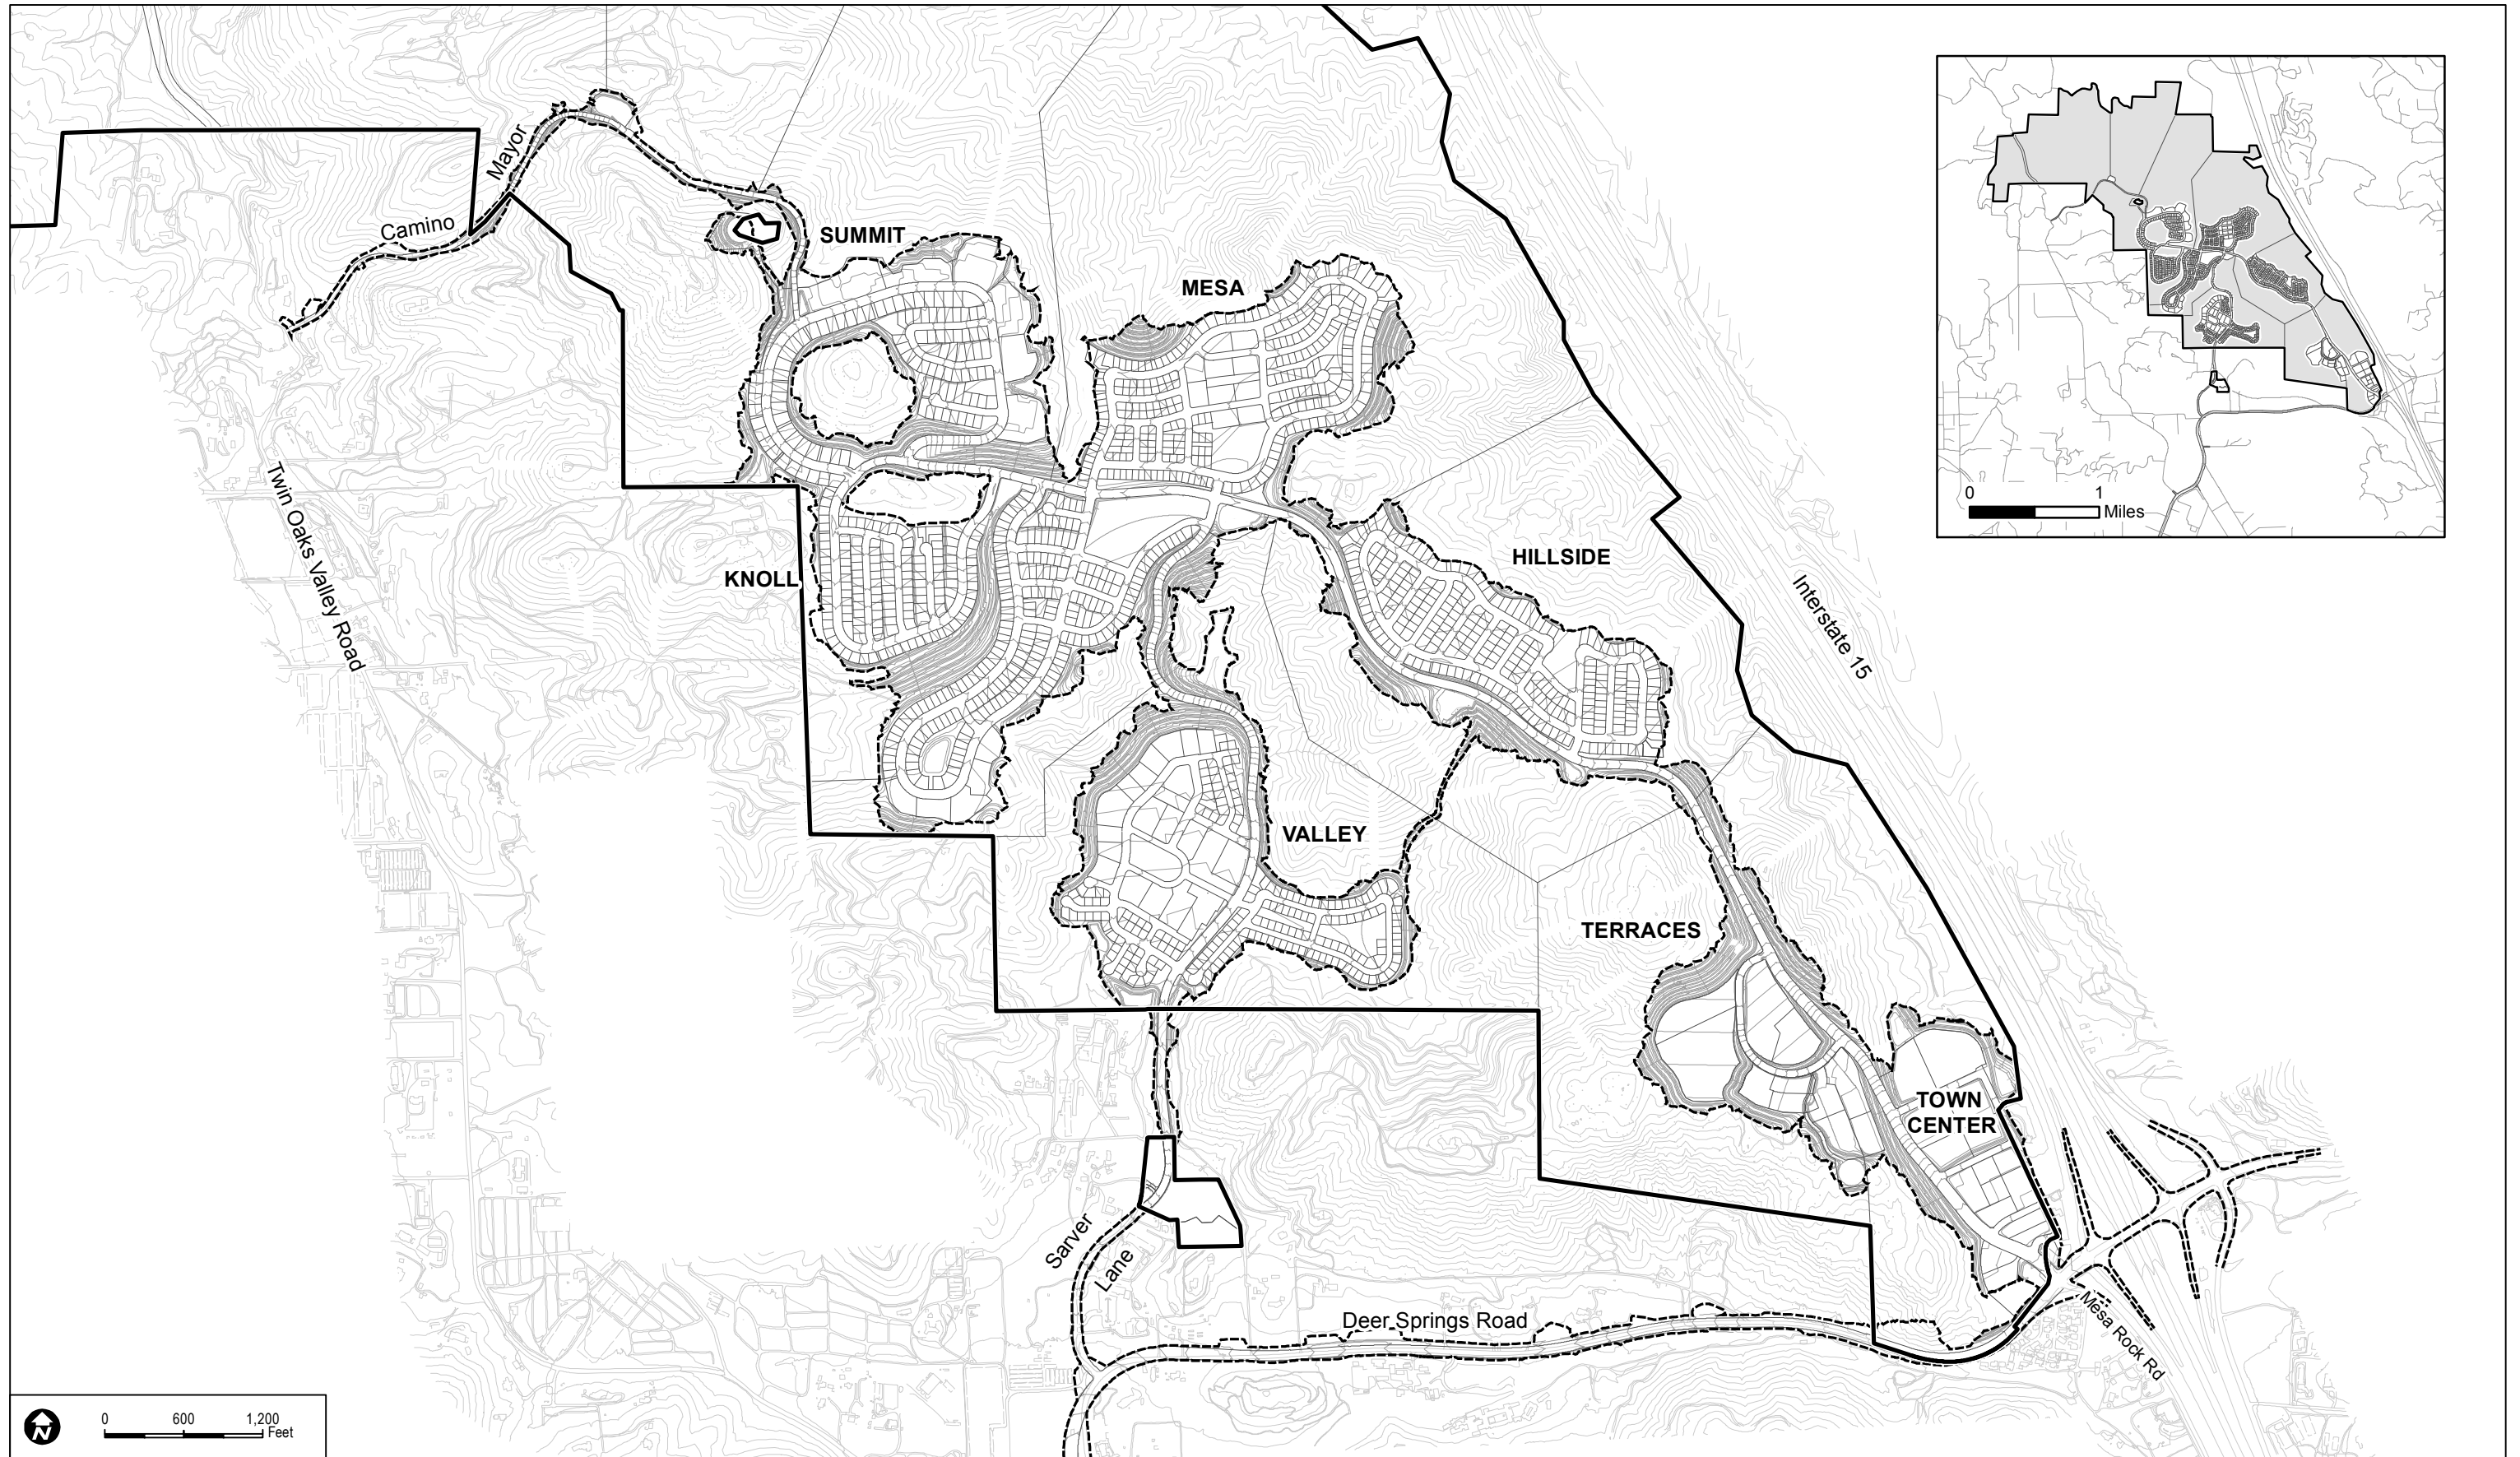 Mayor
Camino
SUMMIT
MESA
KNOLL
HILLSIDE
VALLEY
TERRACES
TOWN
CENTER
Twin Oaks Valley Road
Interstate 15
Sarver
Lane
Deer Springs Road
Mesa Rock Rd
0 1
Miles
N
0 600 1,200
Feet